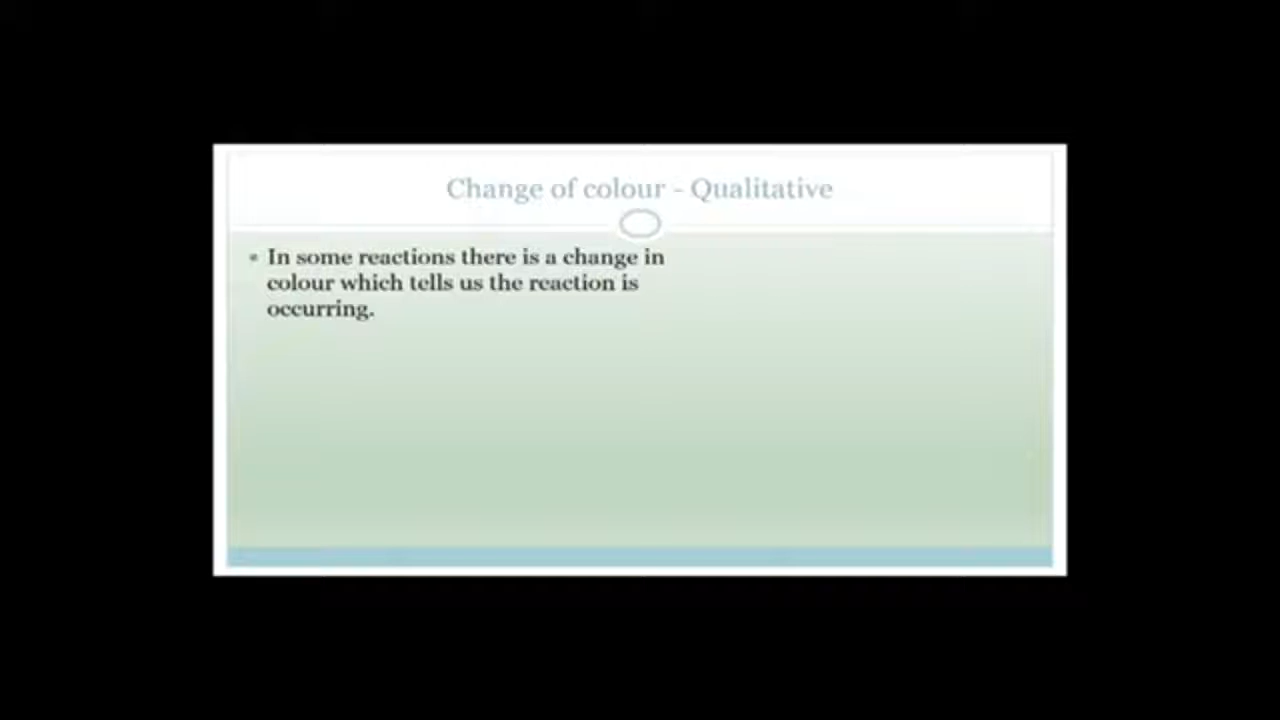 Change of colour - Qualitative
In some reactions there is a change in
colour which tells us the reaction is
occurring.